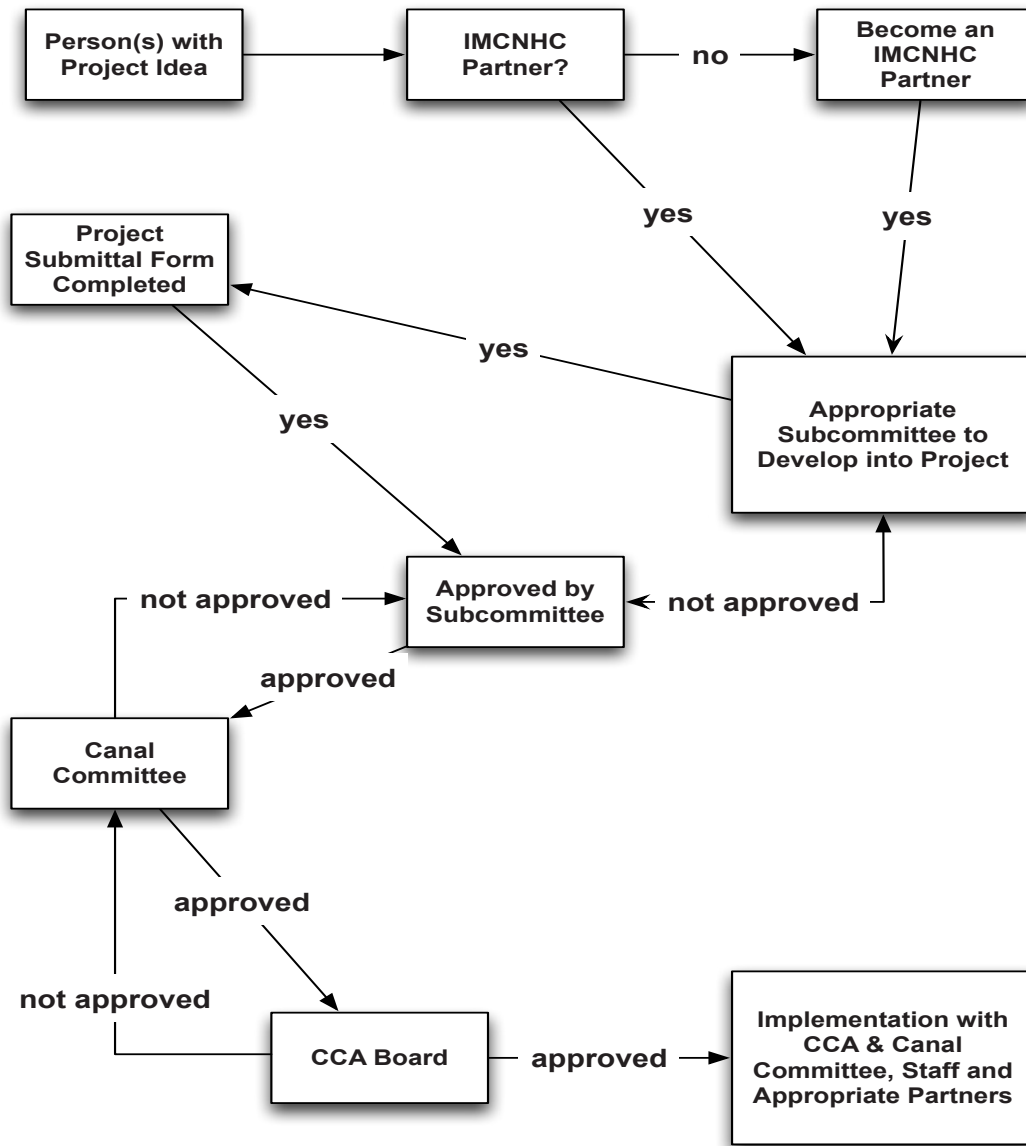 Person(s) with
Project Idea
IMCNHC
Partner?
no
Become an
IMCNHC
Partner
yes
yes
Project
Submittal Form
Completed
yes
yes
Appropriate
Subcommittee to
Develop into Project
not approved
Approved by
Subcommittee
not approved
approved
Canal
Committee
approved
not approved
CCA Board
approved
Implementation with
CCA & Canal
Committee, Staff and
Appropriate Partners